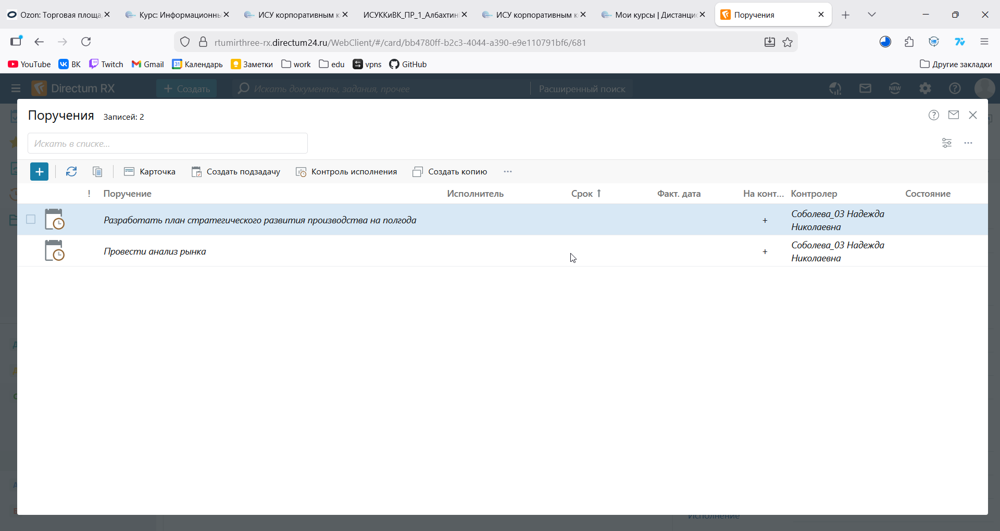 Ozon: Торговая площа
Курс: Информационны
ИСУ корпоративным к
ИСУККиВК_ПР_1_Албахтин
ИСУ корпоративным к
Мои курсы | Дистанци
Поручения
rtumirthree-rx.directum24.ru/WebClient/#/card/bb4780ff-b2c3-4044-a390-e9e110791bf6/681
YouTube
ВК
Twitch
Gmail
31 Календарь
Заметки
work
edu
vpns
GitHub
Другие закладки
Directum RX
Создать
Искать документы, задания, прочее
Расширенный поиск
NEW
Поручения
Записей: 2
Искать в списке...
Карточка
Создать подзадачу
Контроль исполнения
Создать копию
! Поручение Исполнитель Срок ↑ Факт. дата На конт... Контролер Состояние
Разработать план стратегического развития производства на полгода + Соболева_03 Надежда
Николаевна
Провести анализ рынка + Соболева_03 Надежда
Николаевна
Исполнение